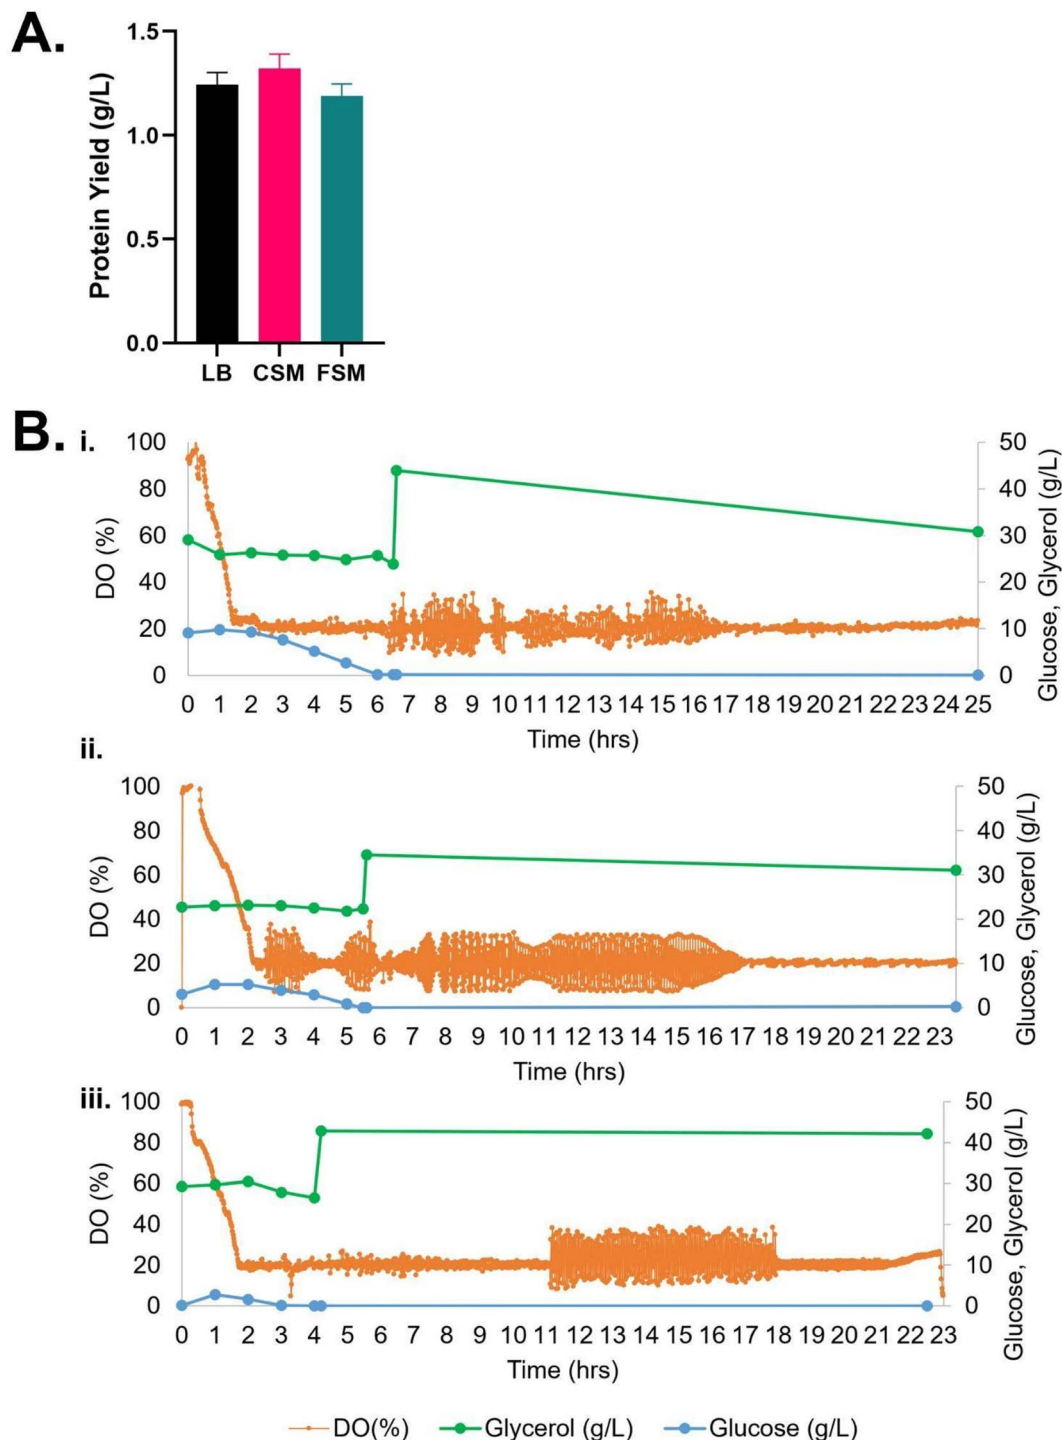 A.
1.5
1.0
0.5
0.0
Protein Yield (g/L)
LB CSM FSM
B. i.
100
80
60
40
20
0
DO (%)
50
40
30
20
10
0
Glucose, Glycerol (g/L)
0 1 2 3 4 5 6 7 8 9 10 11 12 13 14 15 16 17 18 19 20 21 22 23 24 25
Time (hrs)
ii.
100
80
60
40
20
0
DO (%)
50
40
30
20
10
0
Glucose, Glycerol (g/L)
0 1 2 3 4 5 6 7 8 9 10 11 12 13 14 15 16 17 18 19 20 21 22 23
Time (hrs)
iii.
100
80
60
40
20
0
DO (%)
50
40
30
20
10
0
Glucose, Glycerol (g/L)
0 1 2 3 4 5 6 7 8 9 10 11 12 13 14 15 16 17 18 19 20 21 22 23
Time (hrs)
DO(%) Glycerol (g/L) Glucose (g/L)